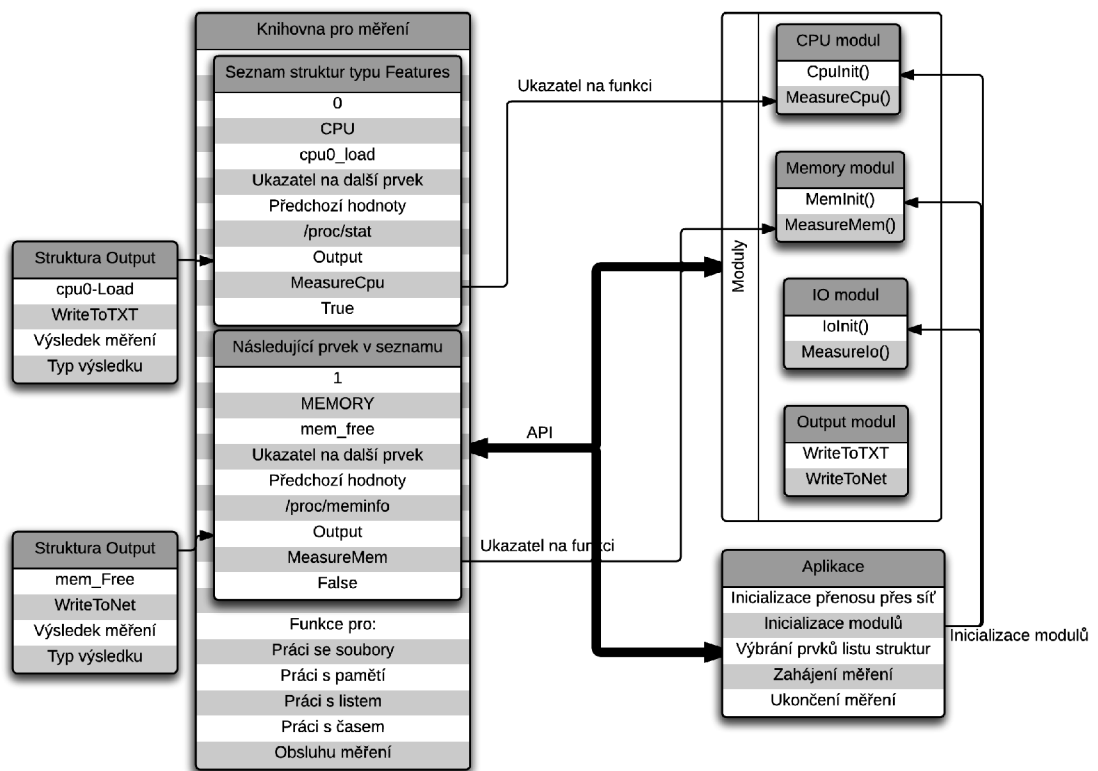 Struktura Output
cpu0-Load
WriteToTXT
Výsledek měření
Typ výsledku
Struktura Output
mem_Free
WriteToNet
Výsledek měření
Typ výsledku
Knihovna pro měření
Seznam struktur typu Features
0
CPU
cpu0_load
Ukazatel na další prvek
Předchozí hodnoty
/proc/stat
Output
MeasureCpu
True
Následující prvek v seznamu
1
MEMORY
mem_free
Ukazatel na další prvek
Předchozí hodnoty
/proc/meminfo
Output
MeasureMem
False
Funkce pro:
Práci se soubory
Práci s pamětí
Práci s listem
Práci s časem
Obsluhu měření
Ukazatel na funkci
API
Ukazatel na funkci
Moduly
CPU modul
CpuInit()
MeasureCpu()
Memory modul
MemInit()
MeasureMem()
IO modul
IoInit()
MeasureIo()
Output modul
WriteToTXT
WriteToNet
Aplikace
Inicializace přenosu přes síť
Inicializace modulů
Výbrání prvků listu struktur
Zahájení měření
Ukončení měření
Inicializace modulů